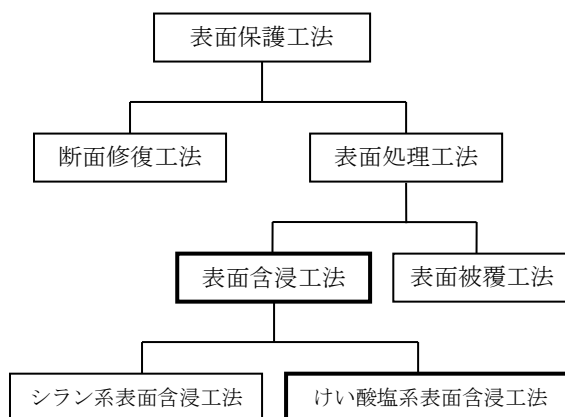 表面保護工法
断面修復工法
表面処理工法
表面含浸工法
表面被覆工法
シラン系表面含浸工法
けい酸塩系表面含浸工法